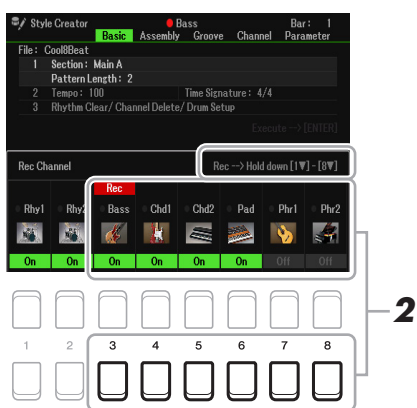 Style Creator Bass Bar: 1
Basic Assembly Groove Channel Parameter
File: Cool8Beat
1 Section: Main A
Pattern Length: 2
2 Tempo: 100 Time Signature: 4/4
3 Rhythm Clear/ Channel Delete/ Drum Setup
Execute --> [ENTER]
Rec Channel Rec --> Hold down [1▼] - [8▼]
Rec
Rhy1 Rhy2 Bass Chd1 Chd2 Pad Phr1 Phr2
On On On On On On Off Off
2
1 2 3 4 5 6 7 8